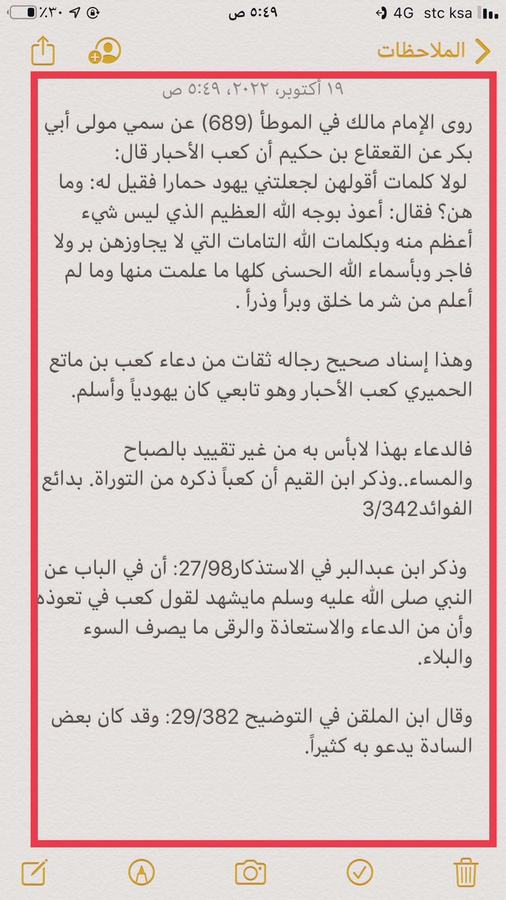 ٪٣٠ ٥:٤٩ ص 4G stc ksa
الملاحظات
١٩ أكتوبر، ٢٠٢٢، ٥:٤٩ ص
روى الإمام مالك في الموطأ (689) عن سمي مولى أبي
بكر عن القعقاع بن حكيم أن كعب الأحبار قال:
لولا كلمات أقولهن لجعلتني يهود حمارا فقيل له: وما
هن؟ فقال: أعوذ بوجه الله العظيم الذي ليس شيء
أعظم منه وبكلمات الله التامات التي لا يجاوزهن بر ولا
فاجر وبأسماء الله الحسنى كلها ما علمت منها وما لم
أعلم من شر ما خلق وبرأ وذرأ .
وهذا إسناد صحيح رجاله ثقات من دعاء كعب بن ماتع
الحميري كعب الأحبار وهو تابعي كان يهودياً وأسلم.
فالدعاء بهذا لابأس به من غير تقييد بالصباح
والمساء..وذكر ابن القيم أن كعباً ذكره من التوراة. بدائع
الفوائد3/342
وذكر ابن عبدالبر في الاستذكار27/98: أن في الباب عن
النبي صلى الله عليه وسلم مايشهد لقول كعب في تعوذه
وأن من الدعاء والاستعاذة والرقى ما يصرف السوء
والبلاء.
وقال ابن الملقن في التوضيح 29/382: وقد كان بعض
السادة يدعو به كثيراً.